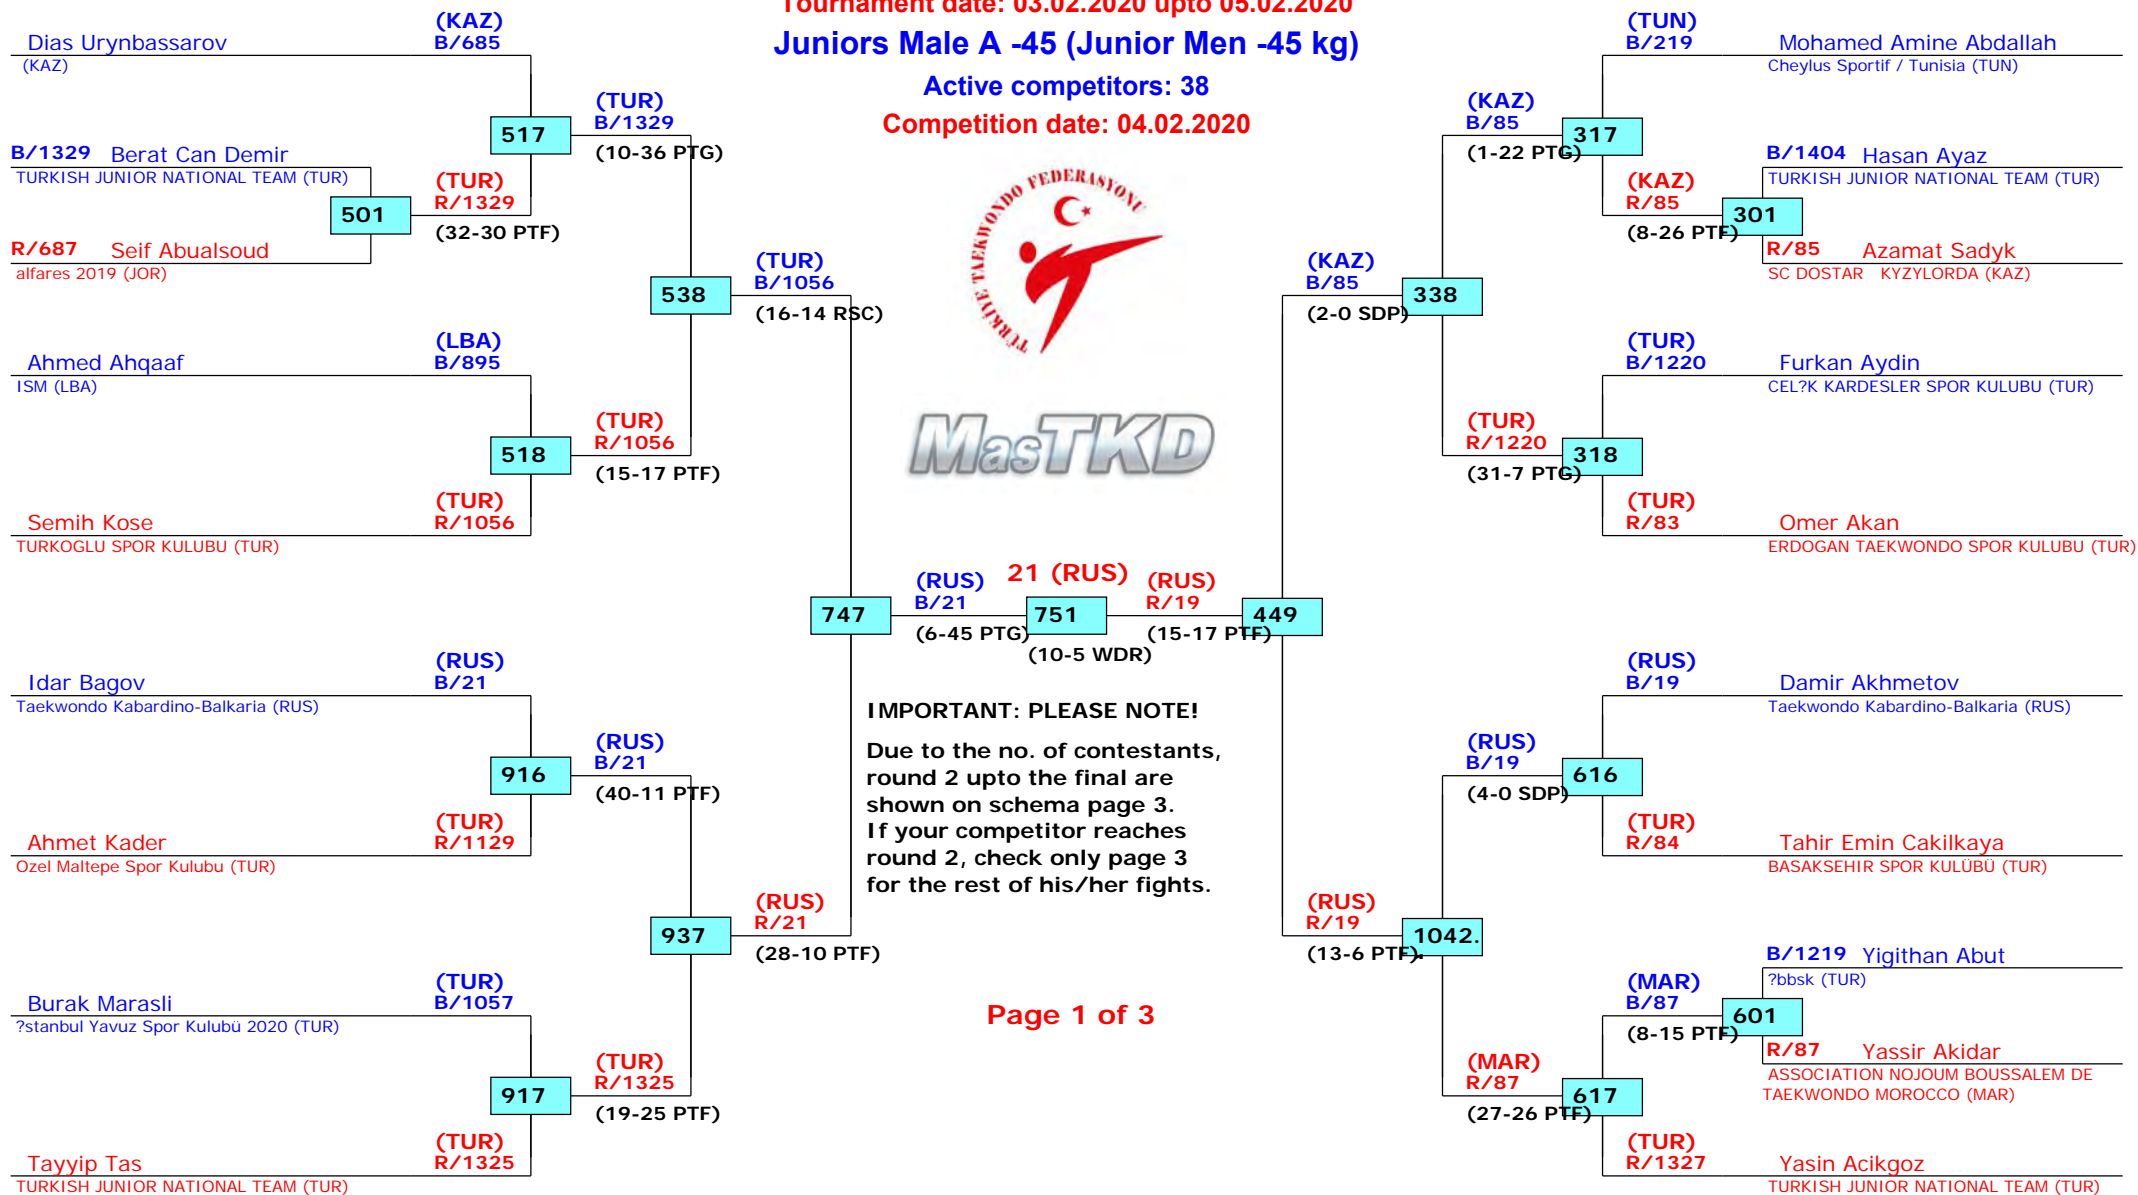 Tournament date: 03.02.2020 upto 05.02.2020
Juniors Male A -45 (Junior Men -45 kg)
Active competitors: 38
Competition date: 04.02.2020
(KAZ)
Dias Urynbassarov B/685
(KAZ)
B/1329 Berat Can Demir
TURKISH JUNIOR NATIONAL TEAM (TUR)
501
R/687 Seif Abualsoud
alfares 2019 (JOR)
(TUR)
R/1329
(32-30 PTF)
517
(TUR)
B/1329
(10-36 PTG)
(LBA)
Ahmed Ahqaaf B/895
ISM (LBA)
518
(TUR)
Semih Kose R/1056
TURKOGLU SPOR KULUBU (TUR)
(TUR)
R/1056
(15-17 PTF)
538
(TUR)
B/1056
(16-14 RSC)
(RUS)
Idar Bagov B/21
Taekwondo Kabardino-Balkaria (RUS)
916
(TUR)
Ahmet Kader R/1129
Ozel Maltepe Spor Kulubu (TUR)
(RUS)
B/21
(40-11 PTF)
(TUR)
Burak Marasli B/1057
?stanbul Yavuz Spor Kulubü 2020 (TUR)
917
(TUR)
Tayyip Tas R/1325
TURKISH JUNIOR NATIONAL TEAM (TUR)
(TUR)
R/1325
(19-25 PTF)
937
(RUS)
R/21
(28-10 PTF)
747
(RUS)
B/21
(6-45 PTG)
21 (RUS)
751
(10-5 WDR)
(RUS)
R/19
(15-17 PTF)
449
TÜRKİYE TAEKWONDO FEDERASYONU
MasTKD
IMPORTANT: PLEASE NOTE!
Due to the no. of contestants,
round 2 upto the final are
shown on schema page 3.
If your competitor reaches
round 2, check only page 3
for the rest of his/her fights.
Page 1 of 3
(TUN)
B/219 Mohamed Amine Abdallah
Cheylus Sportif / Tunisia (TUN)
B/1404 Hasan Ayaz
TURKISH JUNIOR NATIONAL TEAM (TUR)
301
R/85 Azamat Sadyk
SC DOSTAR KYZYLORDA (KAZ)
(KAZ)
R/85
(8-26 PTF)
317
(KAZ)
B/85
(1-22 PTG)
(TUR)
B/1220 Furkan Aydin
CEL?K KARDESLER SPOR KULUBU (TUR)
318
(TUR)
R/83 Omer Akan
ERDOGAN TAEKWONDO SPOR KULUBU (TUR)
(TUR)
R/1220
(31-7 PTG)
338
(KAZ)
B/85
(2-0 SDP)
(RUS)
B/19 Damir Akhmetov
Taekwondo Kabardino-Balkaria (RUS)
616
(TUR)
R/84 Tahir Emin Cakilkaya
BASAKSEHIR SPOR KULÜBÜ (TUR)
(RUS)
B/19
(4-0 SDP)
B/1219 Yigithan Abut
?bbsk (TUR)
601
R/87 Yassir Akidar
ASSOCIATION NOJOUM BOUSSALEM DE
TAEKWONDO MOROCCO (MAR)
(MAR)
B/87
(8-15 PTF)
617
(TUR)
R/1327 Yasin Acikgoz
TURKISH JUNIOR NATIONAL TEAM (TUR)
(MAR)
R/87
(27-26 PTF)
1042.
(RUS)
R/19
(13-6 PTF).